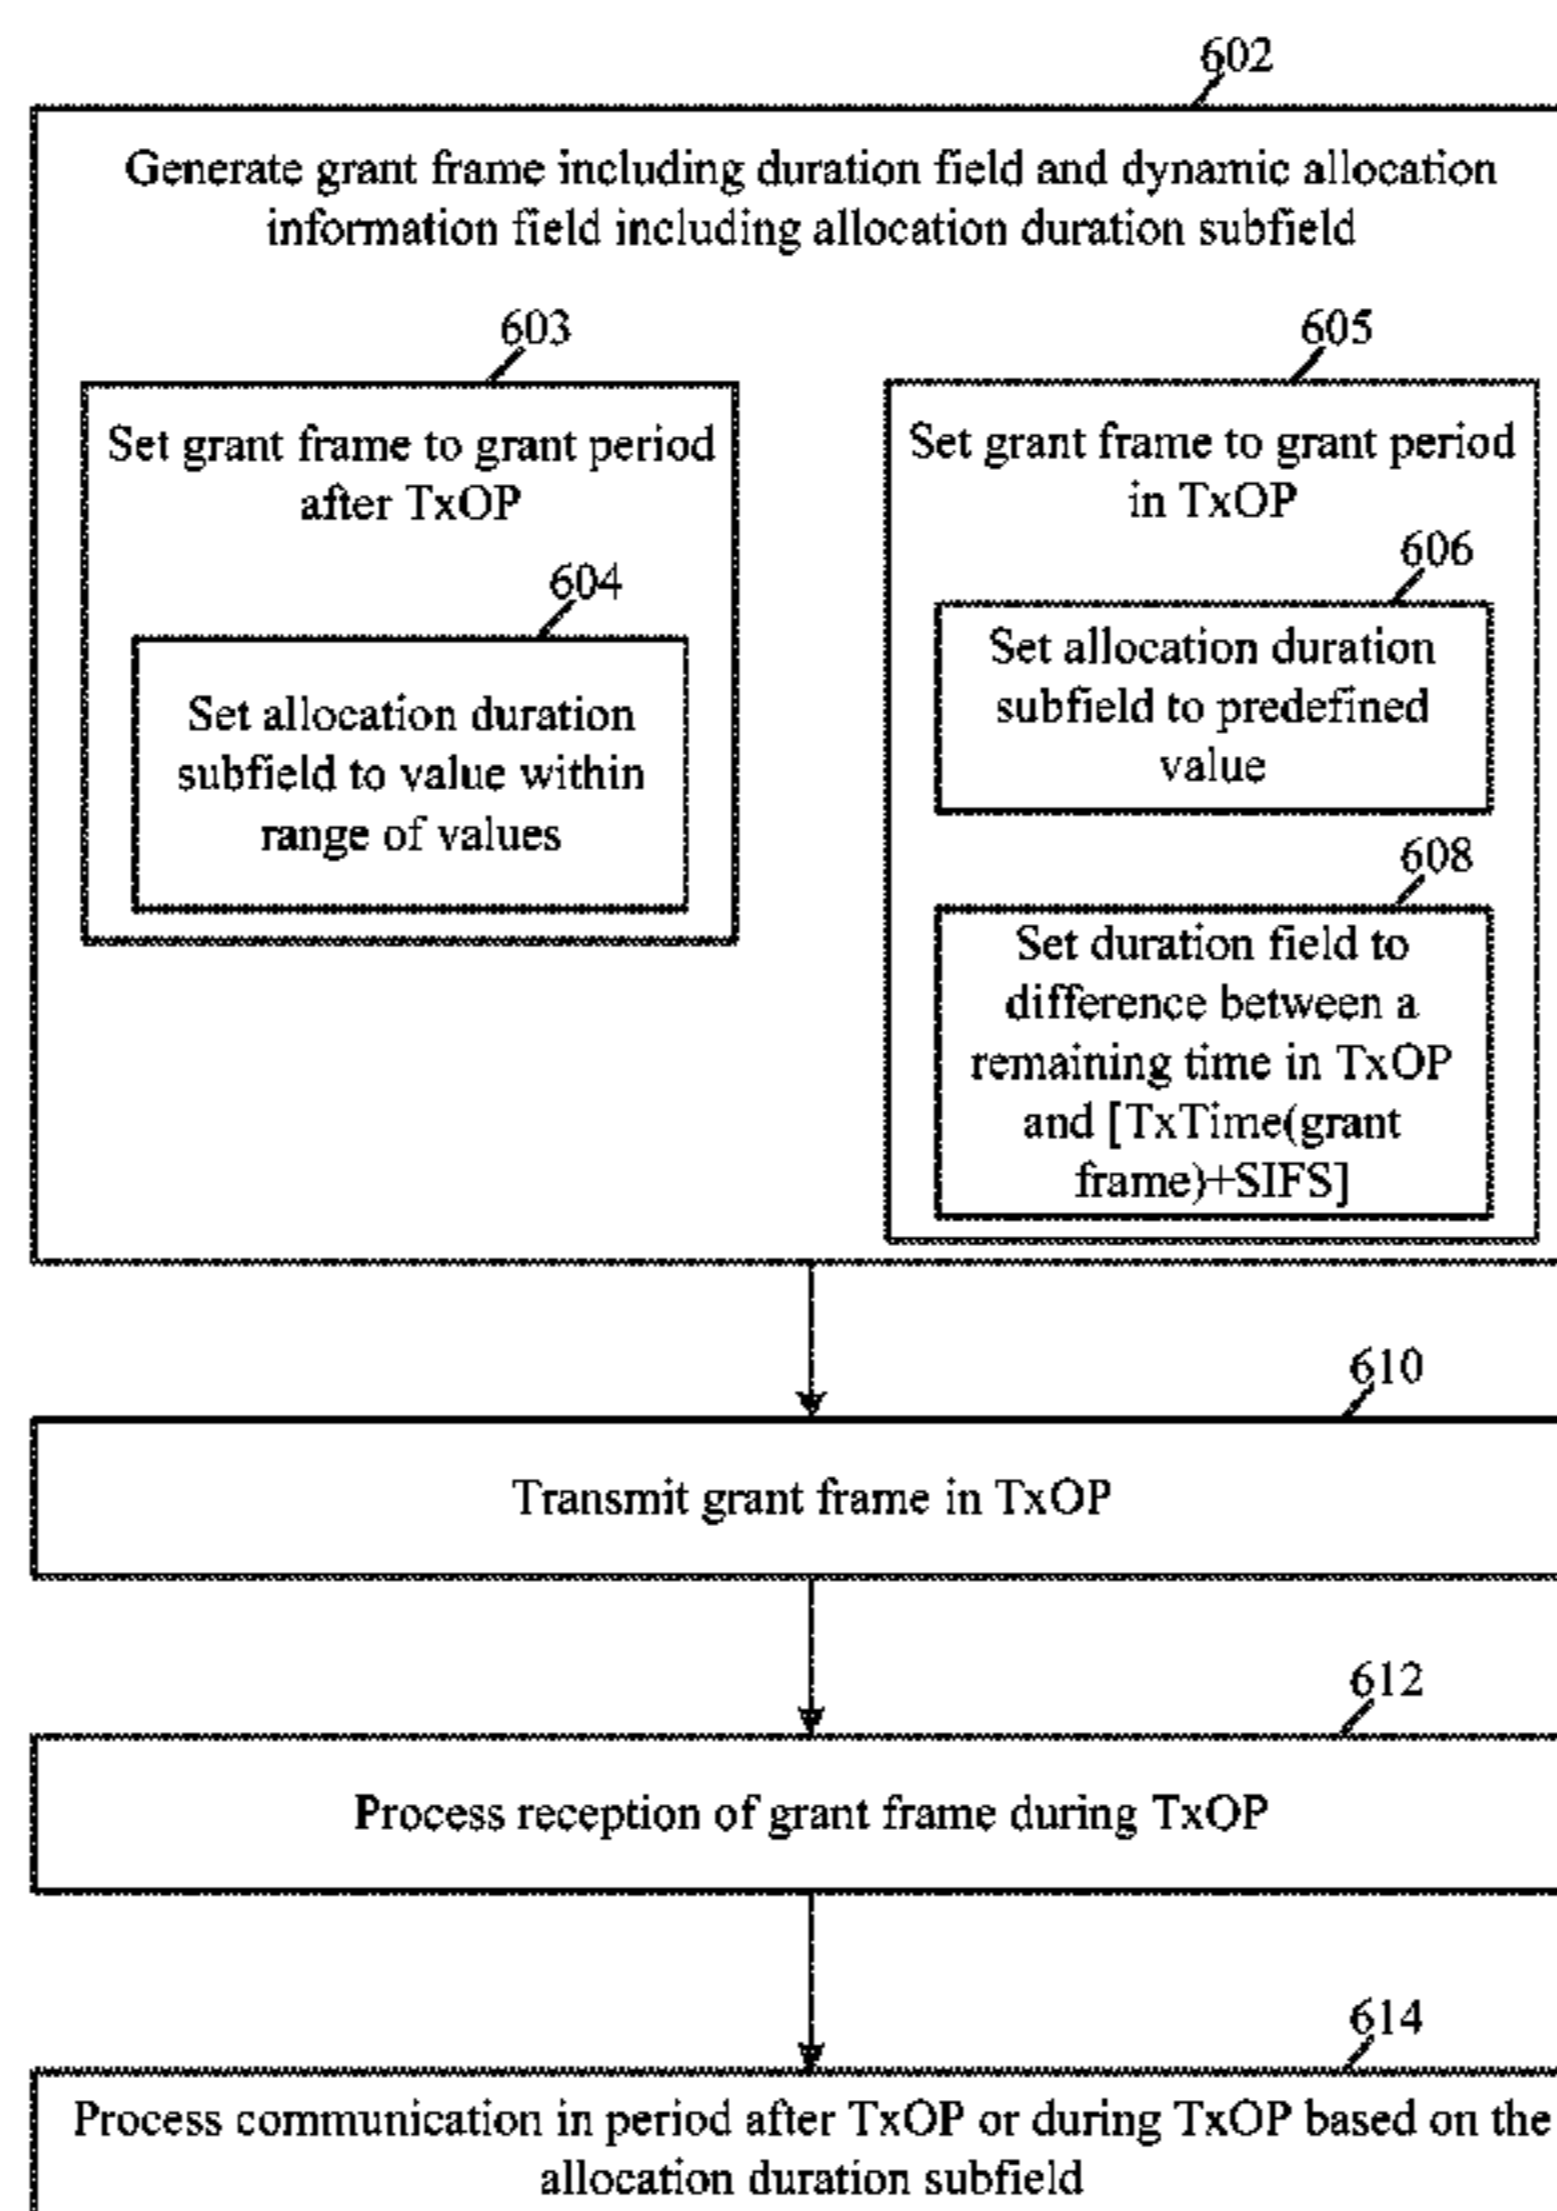 602
Generate grant frame including duration field and dynamic allocation
information field including allocation duration subfield
603
Set grant frame to grant period
after TxOP
604
Set allocation duration
subfield to value within
range of values
605
Set grant frame to grant period
in TxOP
606
Set allocation duration
subfield to predefined
value
608
Set duration field to
difference between a
remaining time in TxOP
and [TxTime(grant
frame)+SIFS]
610
Transmit grant frame in TxOP
612
Process reception of grant frame during TxOP
614
Process communication in period after TxOP or during TxOP based on the
allocation duration subfield